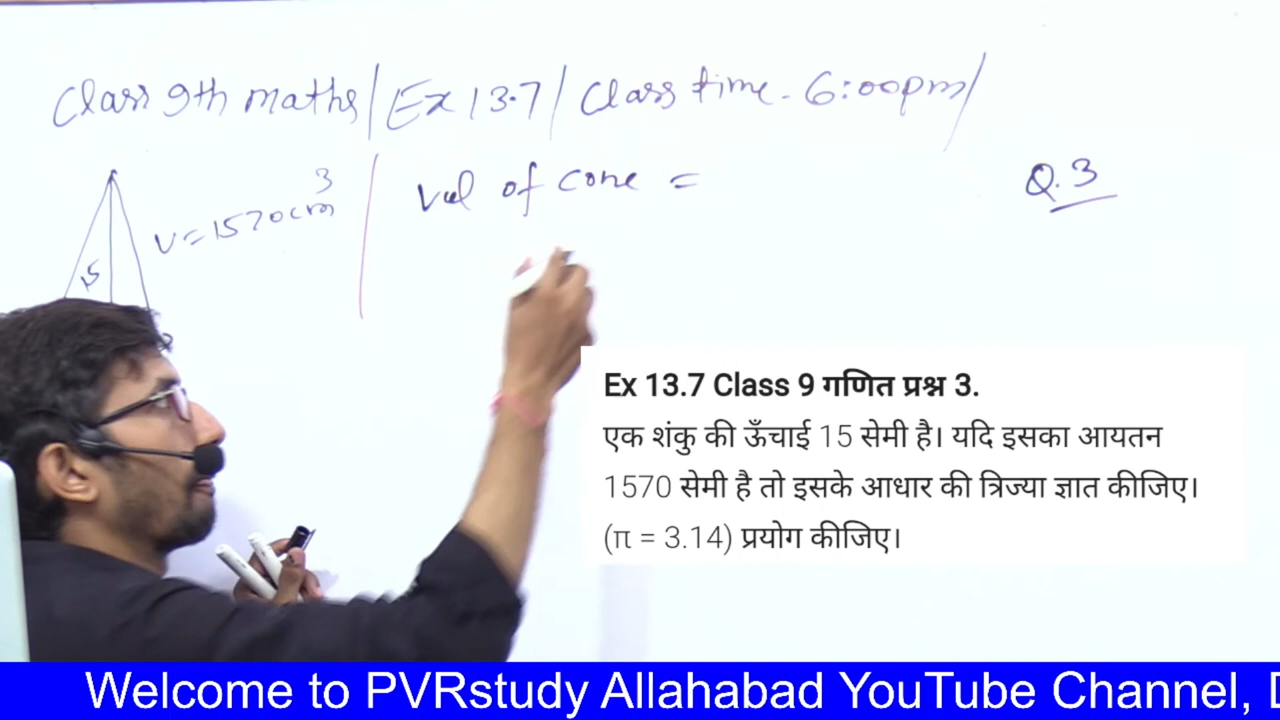 Class 9th maths/Ex 13.7/Class time-6:00pm/
Q.3
vol of cone =
V=1570cm³
15
Ex 13.7 Class 9 गणित प्रश्न 3.
एक शंकु की ऊँचाई 15 सेमी है। यदि इसका आयतन
1570 सेमी है तो इसके आधार की त्रिज्या ज्ञात कीजिए।
(π = 3.14) प्रयोग कीजिए।
Welcome to PVRstudy Allahabad YouTube Channel, D